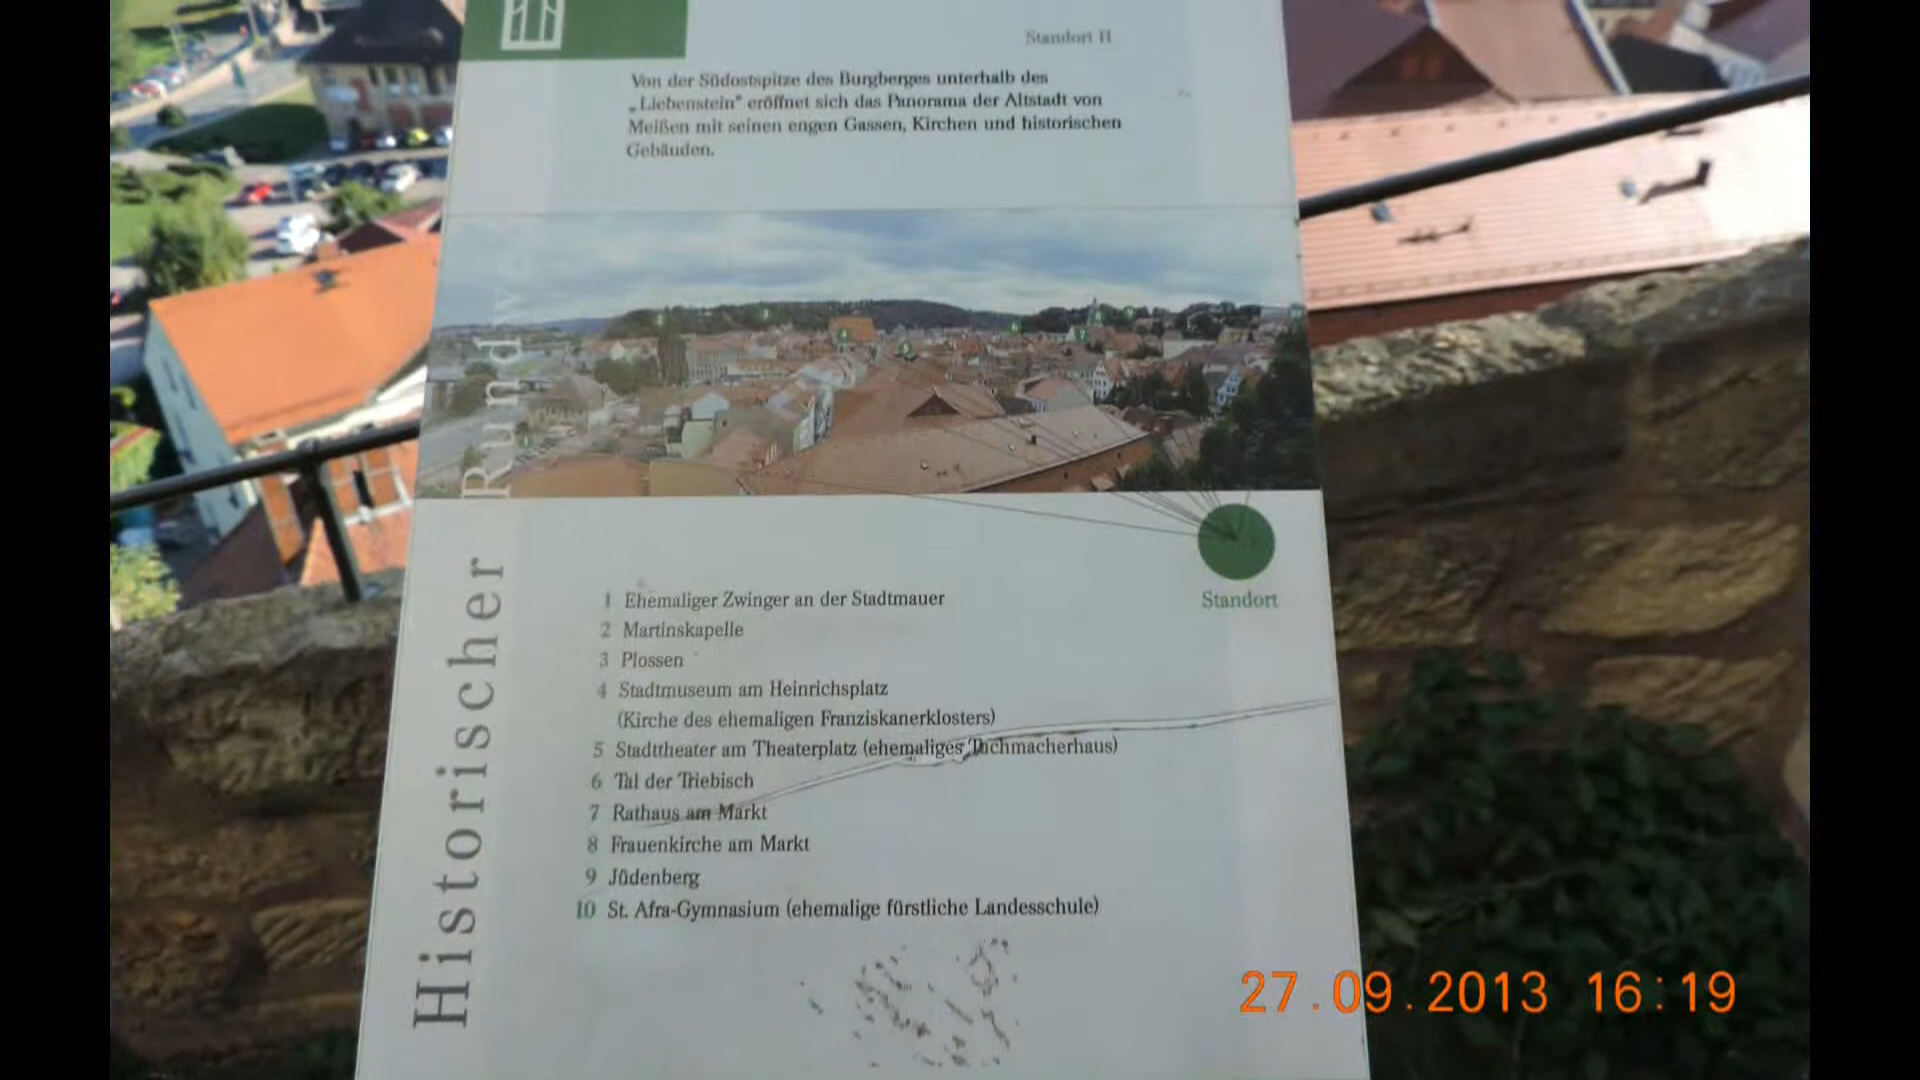 Standort II
Von der Südostspitze des Burgberges unterhalb des
„Liebenstein" eröffnet sich das Panorama der Altstadt von
Meißen mit seinen engen Gassen, Kirchen und historischen
Gebäuden.
Historischer Rund
Standort
1 Ehemaliger Zwinger an der Stadtmauer
2 Martinskapelle
3 Plossen
4 Stadtmuseum am Heinrichsplatz
(Kirche des ehemaligen Franziskanerklosters)
5 Stadttheater am Theaterplatz (ehemaliges Tuchmacherhaus)
6 Tal der Triebisch
7 Rathaus am Markt
8 Frauenkirche am Markt
9 Jüdenberg
10 St. Afra-Gymnasium (ehemalige fürstliche Landesschule)
27.09.2013 16:19